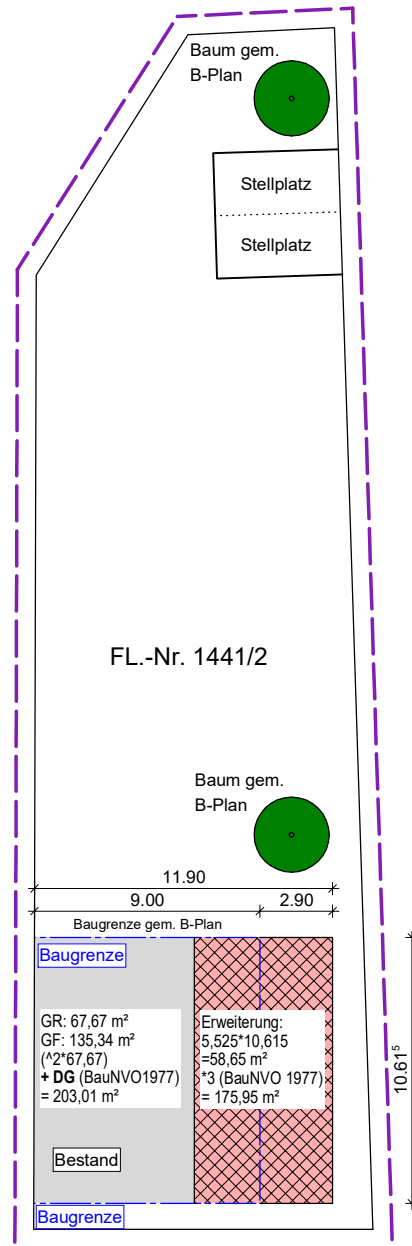 Baum gem.
B-Plan
Stellplatz
Stellplatz
FL.-Nr. 1441/2
Baum gem.
B-Plan
11.90
9.00
2.90
Baugrenze gem. B-Plan
Baugrenze
GR: 67,67 m²
GF: 135,34 m²
(^2*67,67)
+ DG (BauNVO1977)
= 203,01 m²
Erweiterung:
5,525*10,615
=58,65 m²
*3 (BauNVO 1977)
= 175,95 m²
10.61⁵
Bestand
Baugrenze